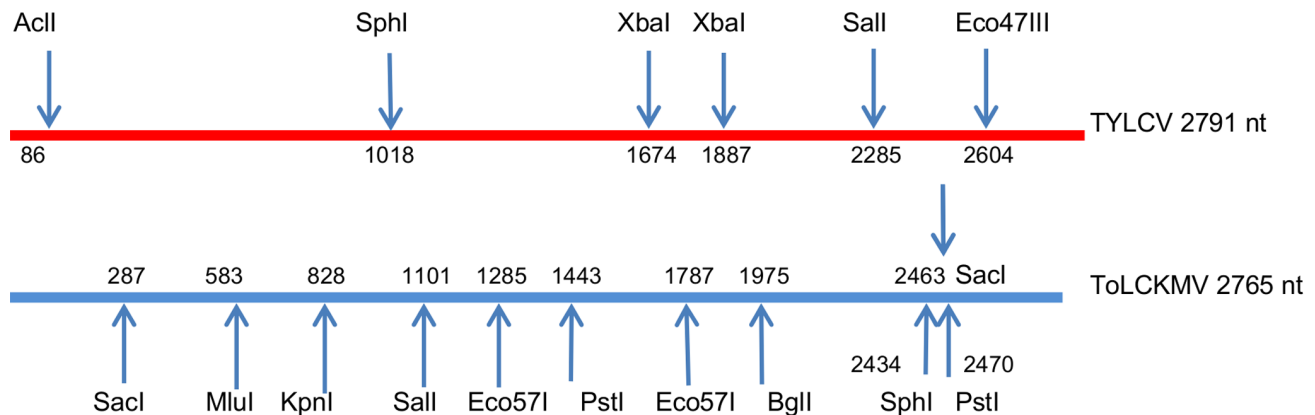 AclI SphI XbaI XbaI SalI Eco47III
TYLCV 2791 nt
86 1018 1674 1887 2285 2604
287 583 828 1101 1285 1443 1787 1975 2463 SacI
ToLCKMV 2765 nt
2434 2470
SacI MluI KpnI SalI Eco57I PstI Eco57I BglI SphI PstI